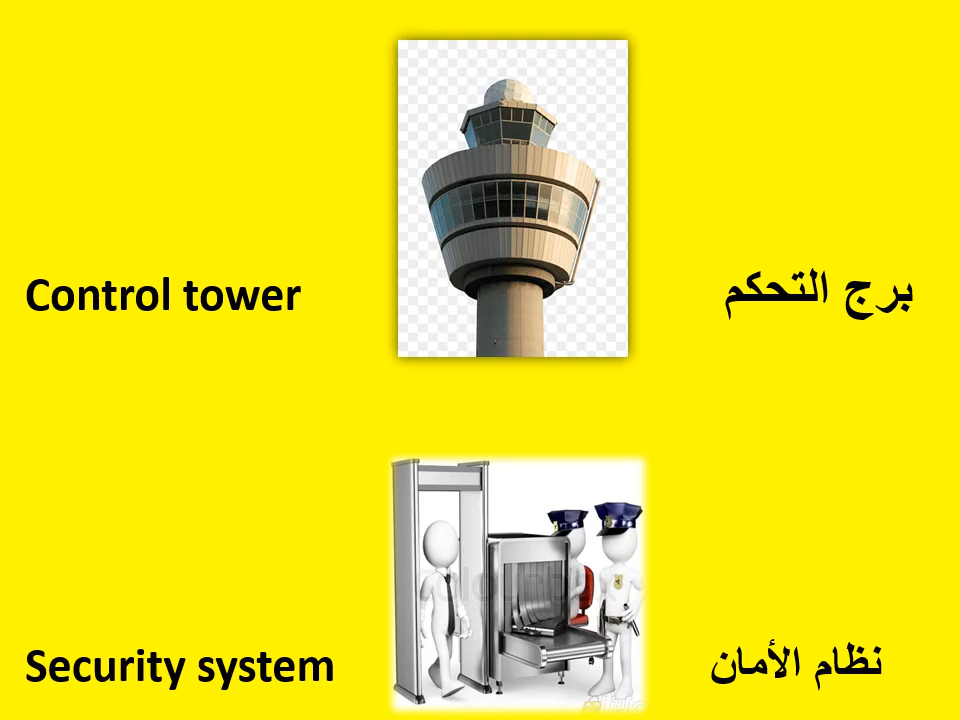 Control tower
برج التحكم
Security system
نظام الأمان